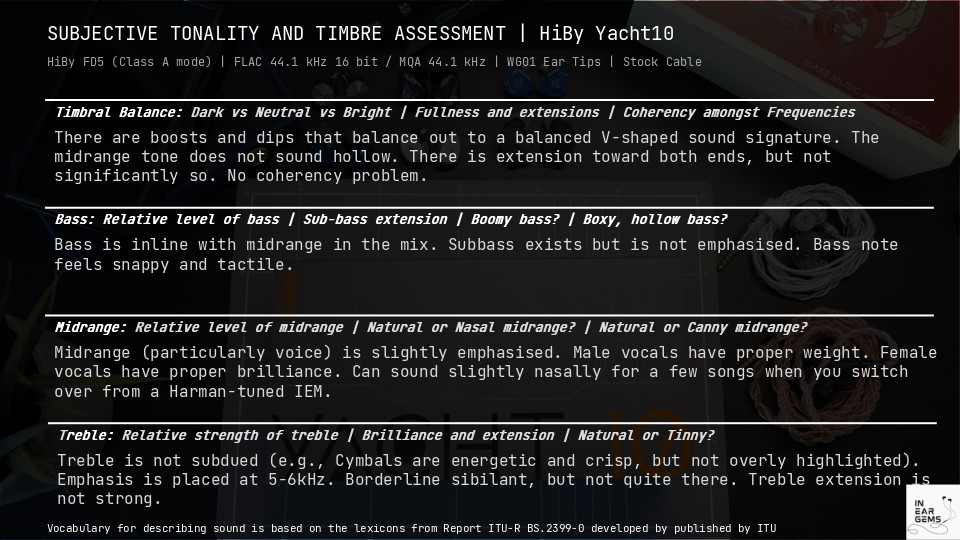 SUBJECTIVE TONALITY AND TIMBRE ASSESSMENT | HiBy Yacht10
HiBy FD5 (Class A mode) | FLAC 44.1 kHz 16 bit / MQA 44.1 kHz | WG01 Ear Tips | Stock Cable
Timbral Balance: Dark vs Neutral vs Bright | Fullness and extensions | Coherency amongst Frequencies
There are boosts and dips that balance out to a balanced V-shaped sound signature. The
midrange tone does not sound hollow. There is extension toward both ends, but not
significantly so. No coherency problem.
Bass: Relative level of bass | Sub-bass extension | Boomy bass? | Boxy, hollow bass?
Bass is inline with midrange in the mix. Subbass exists but is not emphasised. Bass note
feels snappy and tactile.
Midrange: Relative level of midrange | Natural or Nasal midrange? | Natural or Canny midrange?
Midrange (particularly voice) is slightly emphasised. Male vocals have proper weight. Female
vocals have proper brilliance. Can sound slightly nasally for a few songs when you switch
over from a Harman-tuned IEM.
YACHT 10
Treble: Relative strength of treble | Brilliance and extension | Natural or Tinny?
Treble is not subdued (e.g., Cymbals are energetic and crisp, but not overly highlighted).
Emphasis is placed at 5-6kHz. Borderline sibilant, but not quite there. Treble extension is
not strong.
IN
EAR
GEMS
Vocabulary for describing sound is based on the lexicons from Report ITU-R BS.2399-0 developed by published by ITU